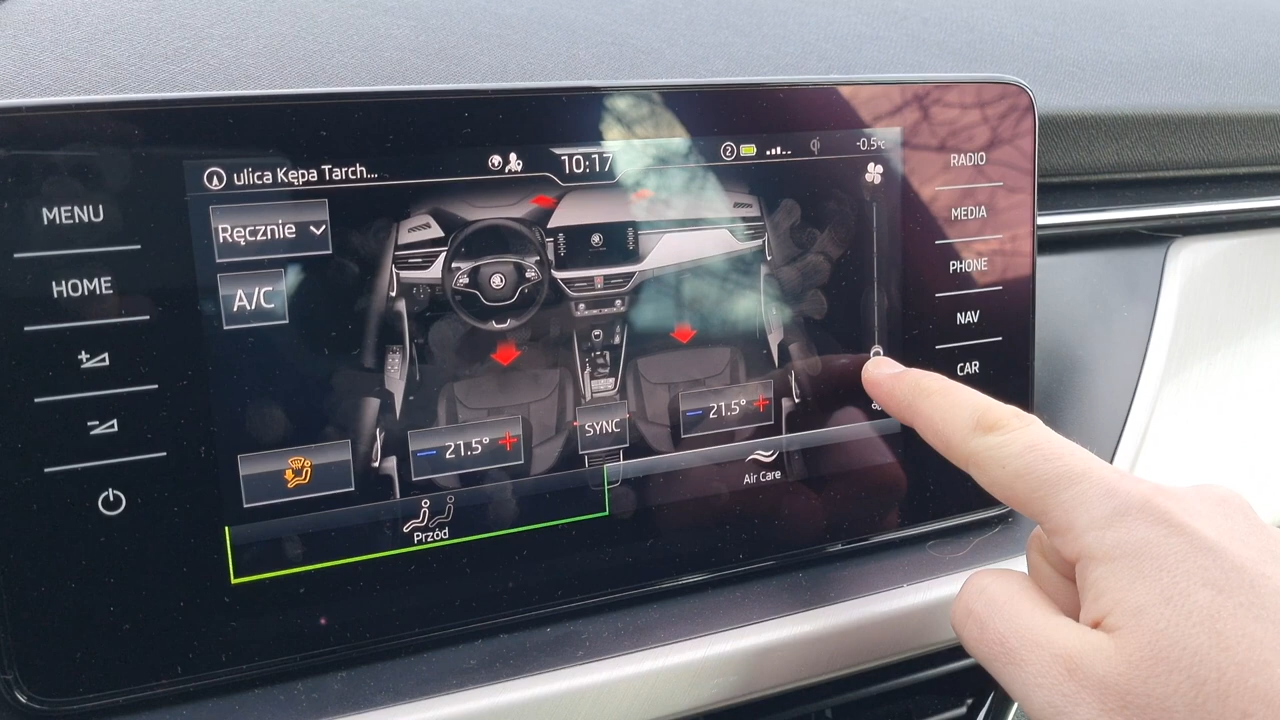 ulica Kępa Tarch...
10:17
2
-0.5°C
MENU
HOME
Ręcznie
A/C
21.5°
SYNC
21.5°
Przód
Air Care
RADIO
MEDIA
PHONE
NAV
CAR